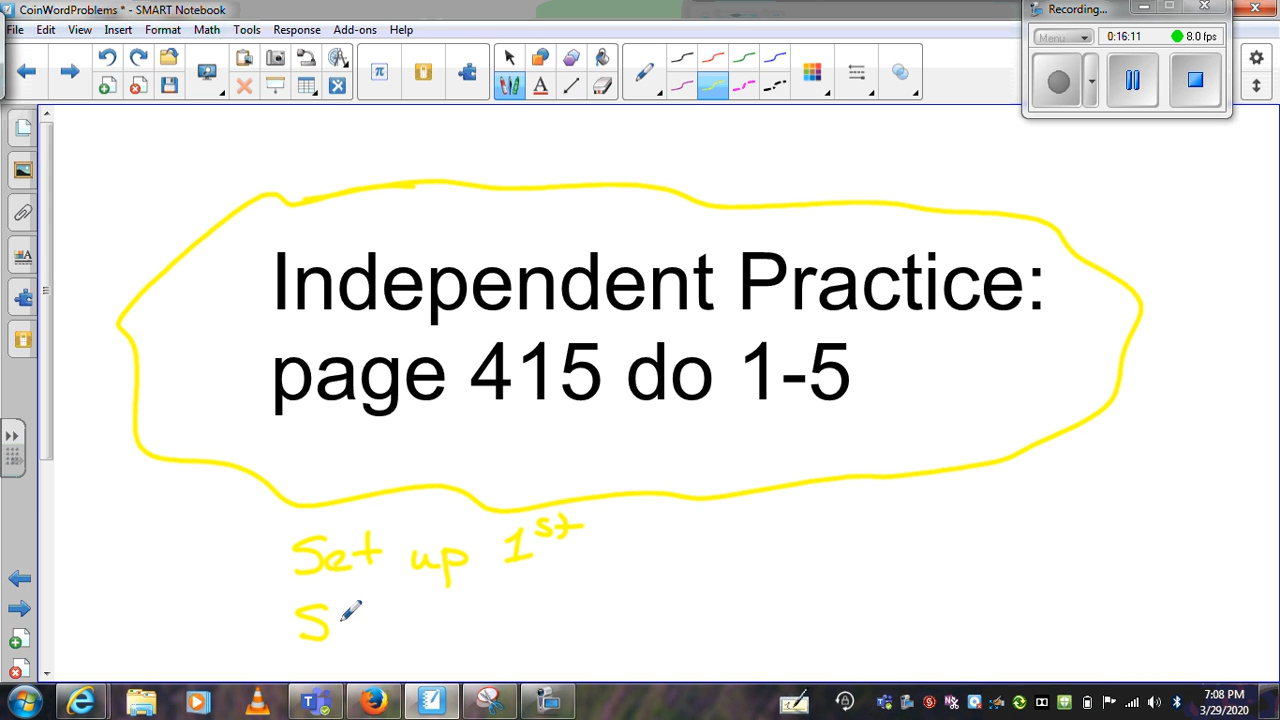 CoinWordProblems * - SMART Notebook
Recording...
File Edit View Insert Format Math Tools Response Add-ons Help
Menu 0:16:11 8.0 fps
Independent Practice:
page 415 do 1-5
Set up 1st
S
7:08 PM
3/29/2020